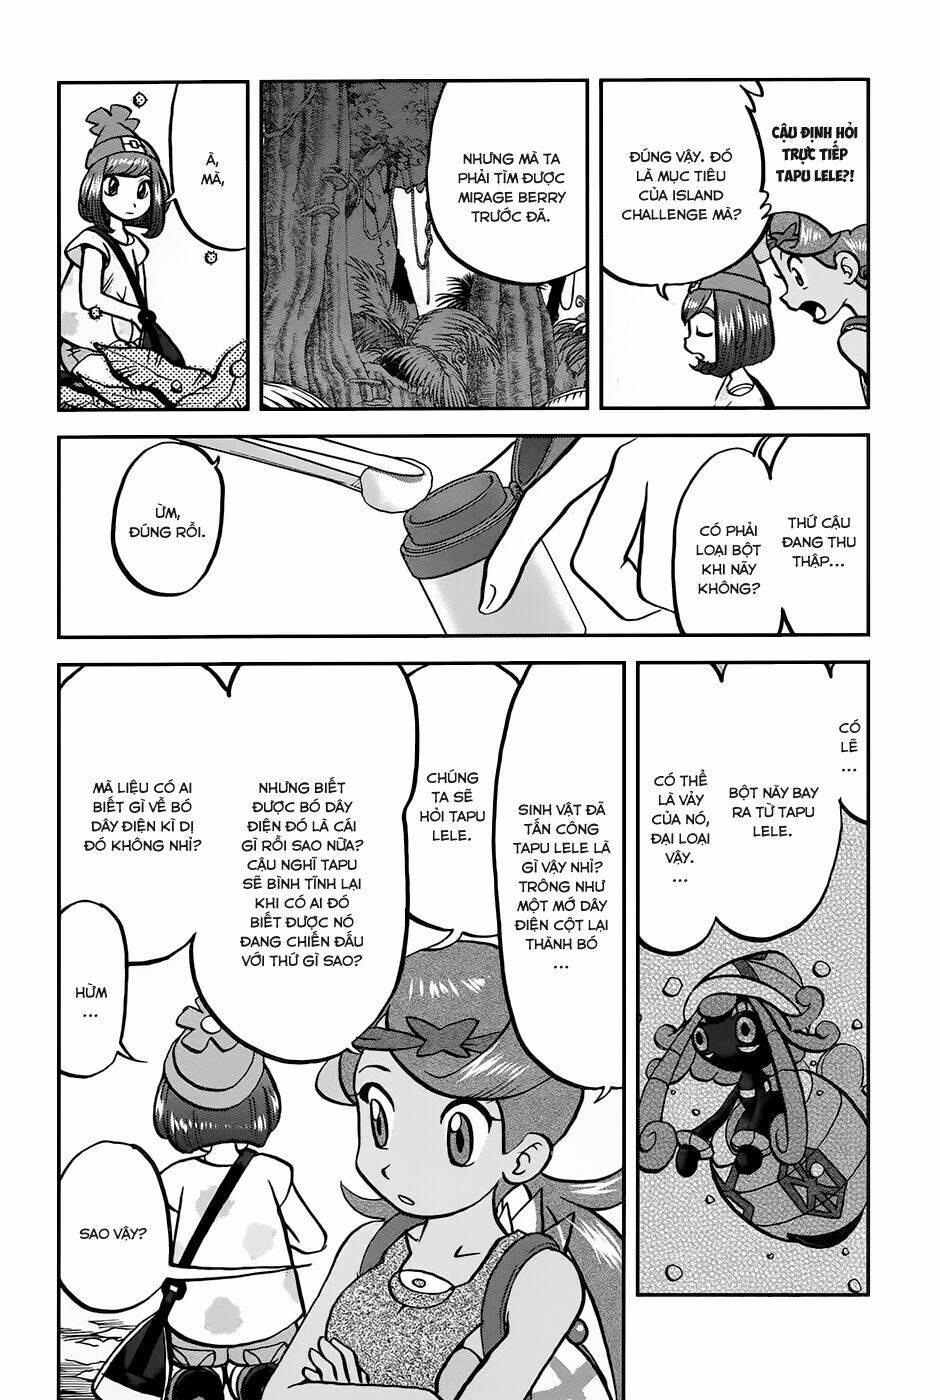 CẬU ĐỊNH HỎI
TRỰC TIẾP
TAPU LELE?!
ĐÚNG VẬY. ĐÓ
LÀ MỤC TIÊU
CỦA ISLAND
CHALLENGE MÀ?
NHƯNG MÀ TA
PHẢI TÌM ĐƯỢC
MIRAGE BERRY
TRƯỚC ĐÃ.
À,
MÀ,
THỨ CẬU
ĐANG THU
THẬP...
CÓ PHẢI
LOẠI BỘT
KHI NÃY
KHÔNG?
ỪM,
ĐÚNG RỒI.
CÓ
LẼ
...
BỘT NÀY BAY
RA TỪ TAPU
LELE.
CÓ THỂ
LÀ VẢY
CỦA NÓ,
ĐẠI LOẠI
VẬY.
...
SINH VẬT ĐÃ
TẤN CÔNG
TAPU LELE LÀ
GÌ VẬY NHỈ?
TRÔNG NHƯ
MỘT MỚ DÂY
ĐIỆN CỘT LẠI
THÀNH BÓ
...
CHÚNG
TA SẼ
HỎI TAPU
LELE.
NHƯNG BIẾT
ĐƯỢC BÓ DÂY
ĐIỆN ĐÓ LÀ CÁI
GÌ RỒI SAO NỮA?
CẬU NGHĨ TAPU
SẼ BÌNH TĨNH LẠI
KHI CÓ AI ĐÓ
BIẾT ĐƯỢC NÓ
ĐANG CHIẾN ĐẤU
VỚI THỨ GÌ SAO?
MÀ LIỆU CÓ AI
BIẾT GÌ VỀ BÓ
DÂY ĐIỆN KÌ DỊ
ĐÓ KHÔNG NHỈ?
HỪM
...
SAO VẬY?